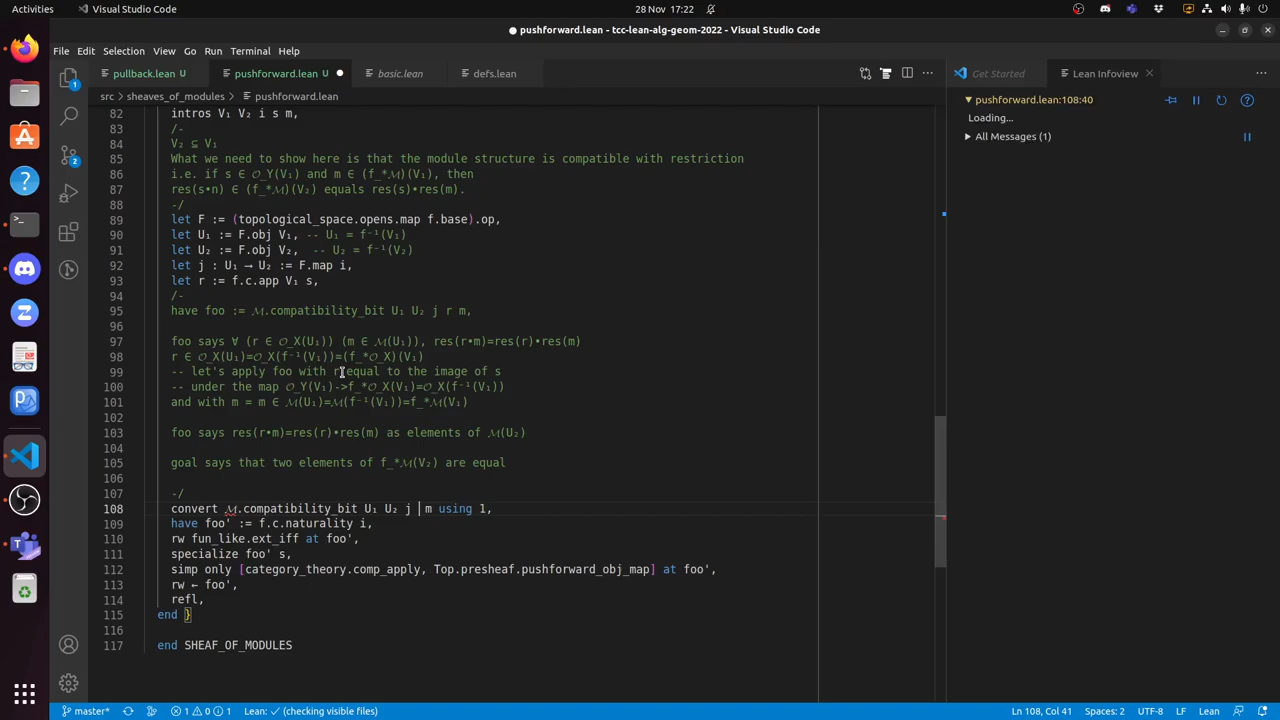 Activities
Visual Studio Code
28 Nov 17:22
pushforward.lean - tcc-lean-alg-geom-2022 - Visual Studio Code
File Edit Selection View Go Run Terminal Help
pullback.lean U
pushforward.lean U
basic.lean
defs.lean
Get Started
Lean Infoview
src > sheaves_of_modules > pushforward.lean
pushforward.lean:108:40
Loading...
All Messages (1)
82 intros V₁ V₂ i s m,
83 /-
84 V₂ ⊆ V₁
85 What we need to show here is that the module structure is compatible with restriction
86 i.e. if s ∈ 𝒪_Y(V₁) and m ∈ (f_*ℳ)(V₁), then
87 res(s•n) ∈ (f_*ℳ)(V₂) equals res(s)•res(m).
88 -/
89 let F := (topological_space.opens.map f.base).op,
90 let U₁ := F.obj V₁, -- U₁ = f⁻¹(V₁)
91 let U₂ := F.obj V₂,  -- U₂ = f⁻¹(V₂)
92 let j : U₁ ⟶ U₂ := F.map i,
93 let r := f.c.app V₁ s,
94 /-
95 have foo := ℳ.compatibility_bit U₁ U₂ j r m,
96
97 foo says ∀ (r ∈ 𝒪_X(U₁)) (m ∈ ℳ(U₁)), res(r•m)=res(r)•res(m)
98 r ∈ 𝒪_X(U₁)=𝒪_X(f⁻¹(V₁))=(f_*𝒪_X)(V₁)
99 -- let's apply foo with r equal to the image of s
100 -- under the map 𝒪_Y(V₁)->f_*𝒪_X(V₁)=𝒪_X(f⁻¹(V₁))
101 and with m = m ∈ ℳ(U₁)=ℳ(f⁻¹(V₁))=f_*ℳ(V₁)
102
103 foo says res(r•m)=res(r)•res(m) as elements of ℳ(U₂)
104
105 goal says that two elements of f_*ℳ(V₂) are equal
106
107 -/
108 convert ℳ.compatibility_bit U₁ U₂ j m using 1,
109 have foo' := f.c.naturality i,
110 rw fun_like.ext_iff at foo',
111 specialize foo' s,
112 simp only [category_theory.comp_apply, Top.presheaf.pushforward_obj_map] at foo',
113 rw ← foo',
114 refl,
115 end }
116
117 end SHEAF_OF_MODULES
master* 1 0 1 Lean: ✓ (checking visible files)
Ln 108, Col 41 Spaces: 2 UTF-8 LF Lean